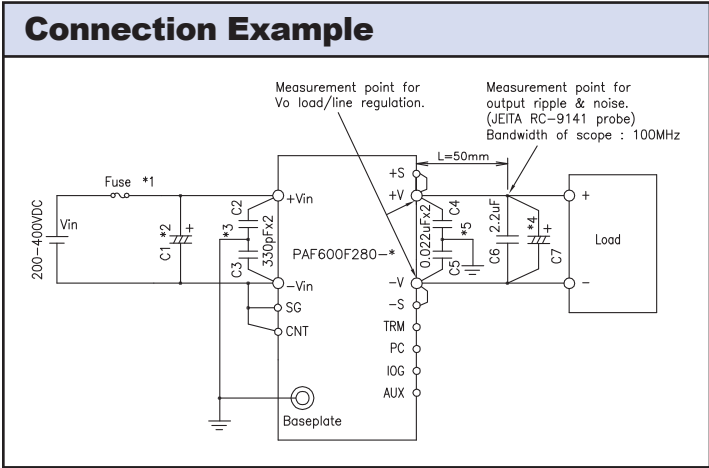 Connection Example
Measurement point for
Vo load/line regulation.
Measurement point for
output ripple & noise.
(JEITA RC-9141 probe)
Bandwidth of scope : 100MHz
L=50mm
Fuse *1
200-400VDC
Vin
C1 *2 +
+Vin
C2
*3
C3
330pFx2
-Vin
SG
CNT
PAF600F280-*
Baseplate
+S
+V
-V
-S
TRM
PC
IOG
AUX
C4
0.022uFx2
*5
C5
2.2uF
C6
*4 +
C7
+
-
Load